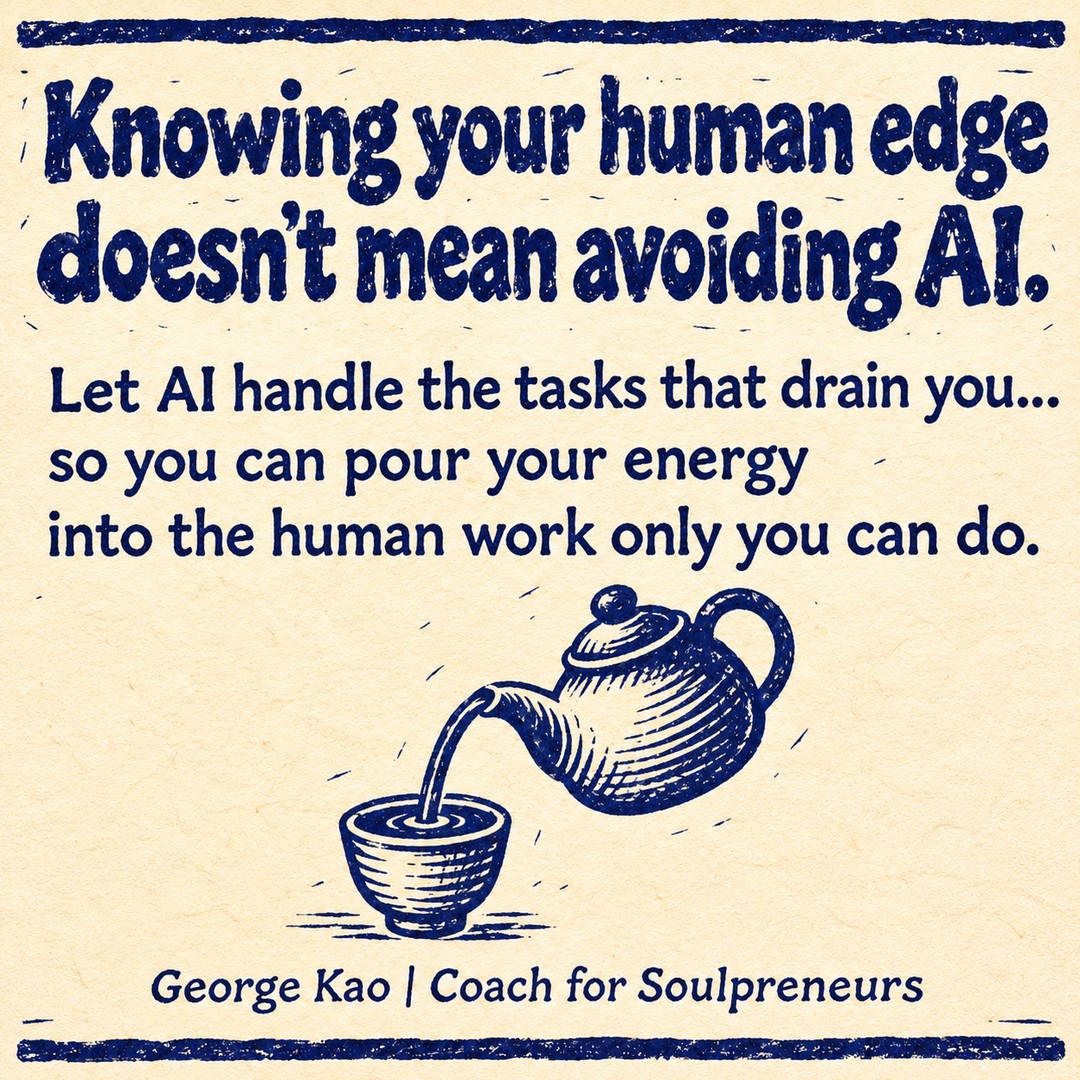 Knowing your human edge
doesn't mean avoiding AI.
Let AI handle the tasks that drain you...
so you can pour your energy
into the human work only you can do.
George Kao | Coach for Soulpreneurs